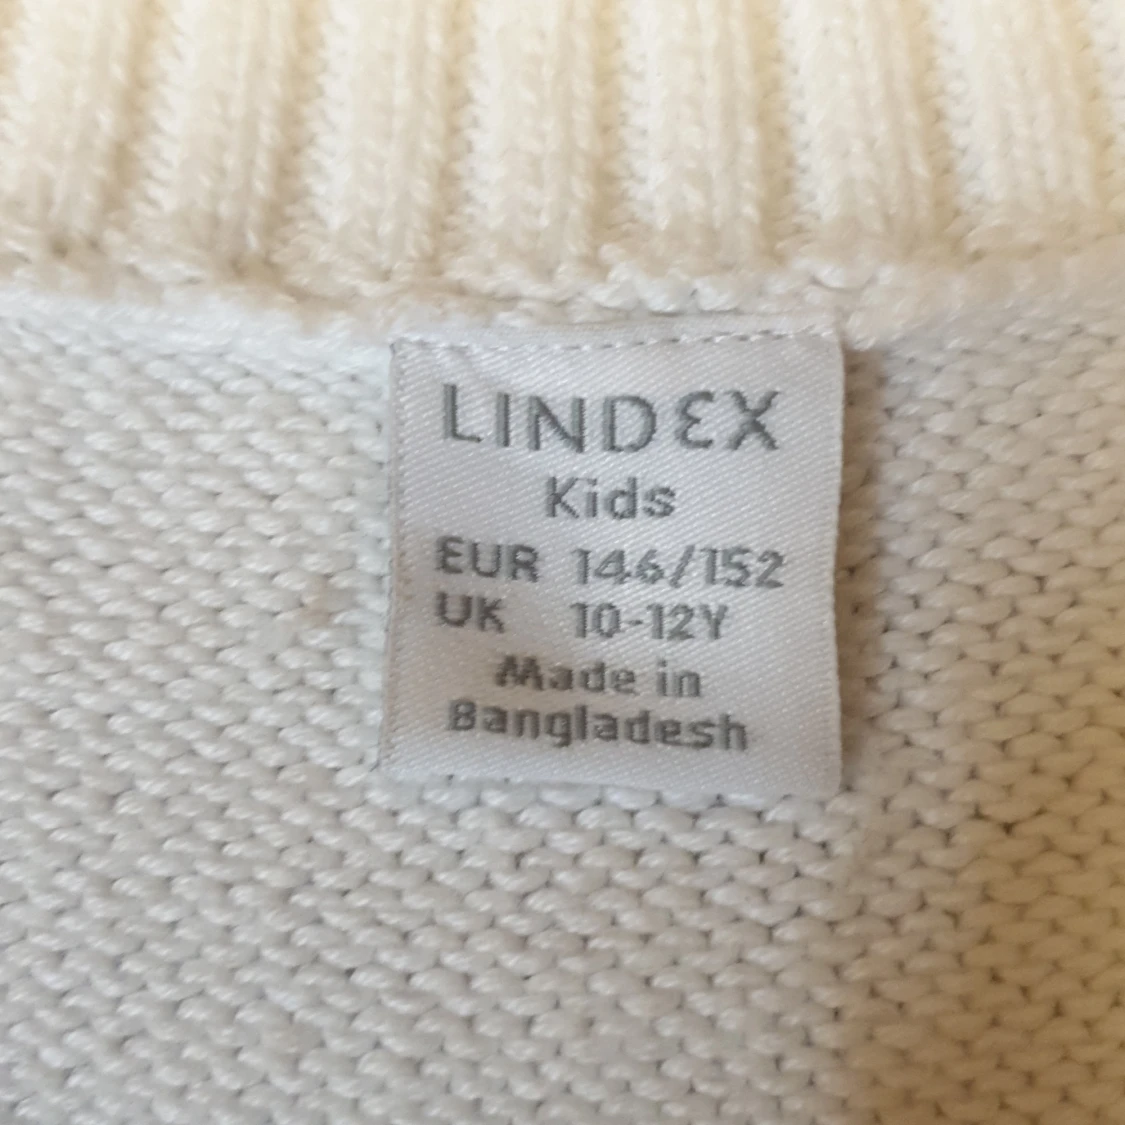 LINDEX
Kids
EUR 146/152
UK 10-12Y
Made in
Bangladesh